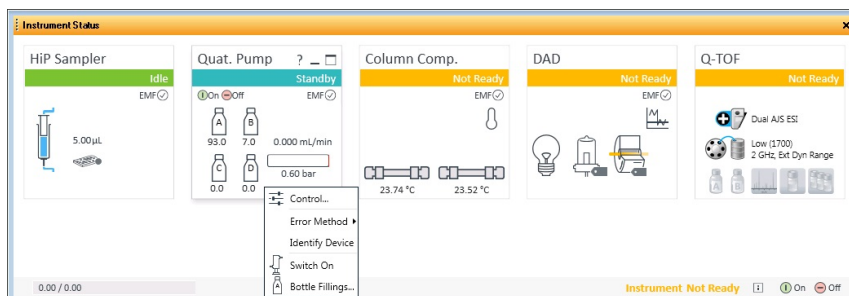 Instrument Status
HiP Sampler
Idle
EMF
5.00 µL
Quat. Pump ?
Standby
On Off EMF
A B
93.0 7.0 0.000 mL/min
C D
0.60 bar
0.0 0.0
Control...
Error Method
Identify Device
Switch On
A Bottle Fillings...
Column Comp.
Not Ready
EMF
23.74 °C 23.52 °C
DAD
Not Ready
EMF
Q-TOF
Not Ready
Dual AJS ESI
Low (1700)
2 GHz, Ext Dyn Range
A B
0.00 / 0.00
Instrument Not Ready i On Off